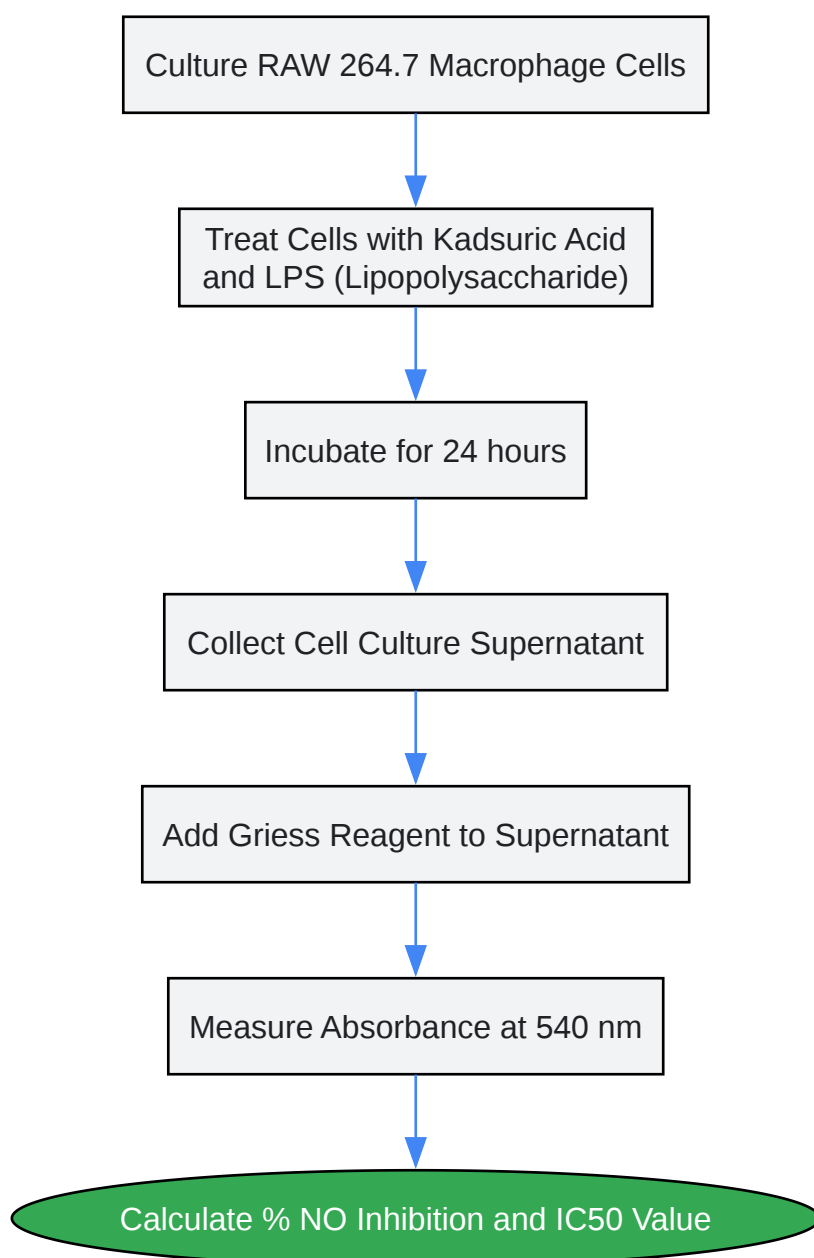 Culture RAW 264.7 Macrophage Cells
Treat Cells with Kadsuric Acid
and LPS (Lipopolysaccharide)
Incubate for 24 hours
Collect Cell Culture Supernatant
Add Griess Reagent to Supernatant
Measure Absorbance at 540 nm
Calculate % NO Inhibition and IC50 Value